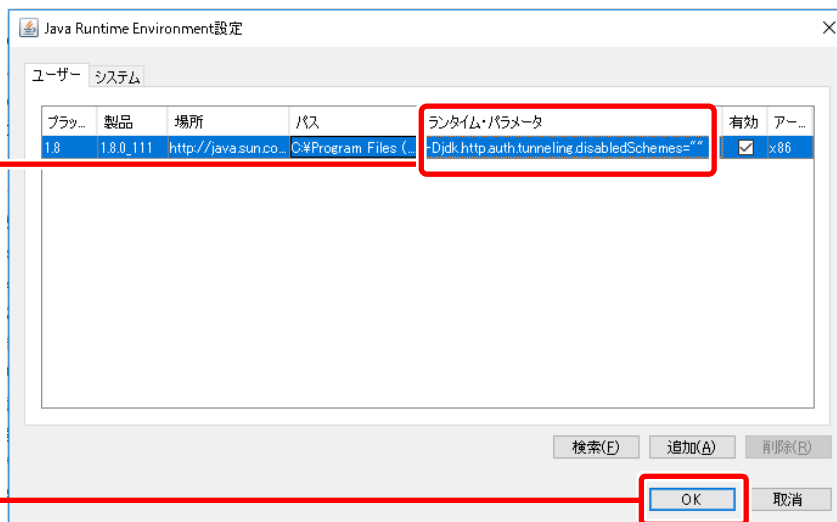 Java Runtime Environment設定
ユーザー システム
プラッ... 製品 場所 パス ランタイム・パラメータ 有効 アー...
1.8 1.8.0_111 http://java.sun.co... C:¥Program Files (... -Djdk.http.auth.tunneling.disabledSchemes="" x86
検索(F) 追加(A) 削除(R)
OK 取消